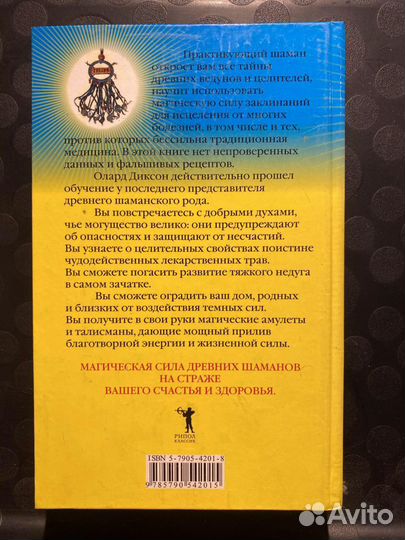 Практикующий шаман
откроет вам все тайны
древних ведунов и целителей,
научит использовать
магическую силу заклинаний
для исцеления от многих
болезней, в том числе и тех,
против которых бессильна традиционная
медицина. В этой книге нет непроверенных
данных и фальшивых рецептов.
Олард Диксон действительно прошел
обучение у последнего представителя
древнего шаманского рода.
Вы повстречаетесь с добрыми духами,
чье могущество велико: они предупреждают
об опасностях и защищают от несчастий.
Вы узнаете о целительных свойствах поистине
чудодейственных лекарственных трав.
Вы сможете погасить развитие тяжкого недуга
в самом зачатке.
Вы сможете оградить ваш дом, родных
и близких от воздействия темных сил.
Вы получите в свои руки магические амулеты
и талисманы, дающие мощный прилив
благотворной энергии и жизненной силы.
МАГИЧЕСКАЯ СИЛА ДРЕВНИХ ШАМАНОВ
НА СТРАЖЕ
ВАШЕГО СЧАСТЬЯ И ЗДОРОВЬЯ.
РИПОЛ
КЛАССИК
ISBN 5-7905-4201-8
9 785790 542015
Avito